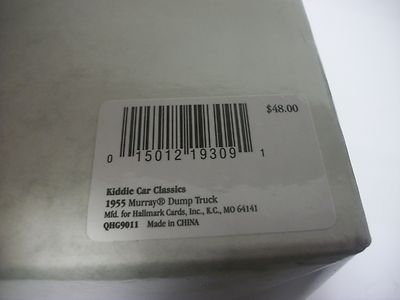 $48.00
0 15012 19309 1
Kiddie Car Classics
1955 Murray® Dump Truck
Mfd. for Hallmark Cards, Inc., K.C., MO 64141
QHG9011 Made in CHINA